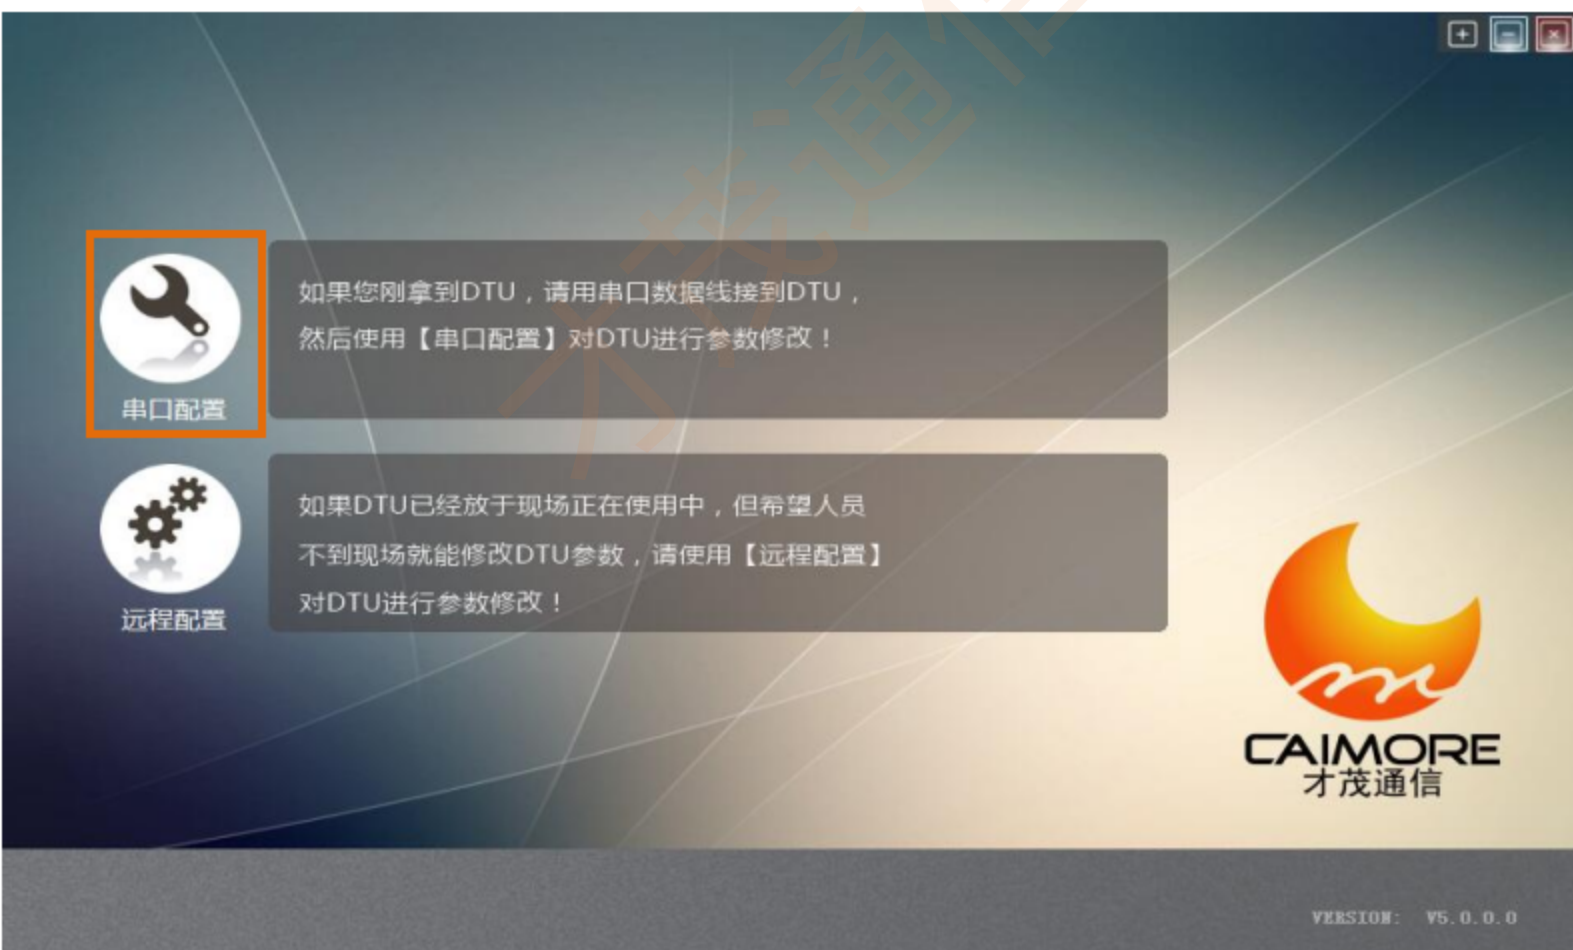 如果您刚拿到DTU，请用串口数据线接到DTU，
然后使用【串口配置】对DTU进行参数修改！
串口配置
如果DTU已经放于现场正在使用中，但希望人员
不到现场就能修改DTU参数，请使用【远程配置】
对DTU进行参数修改！
远程配置
CAIMORE
才茂通信
VERSION: V5.0.0.0
才茂通信